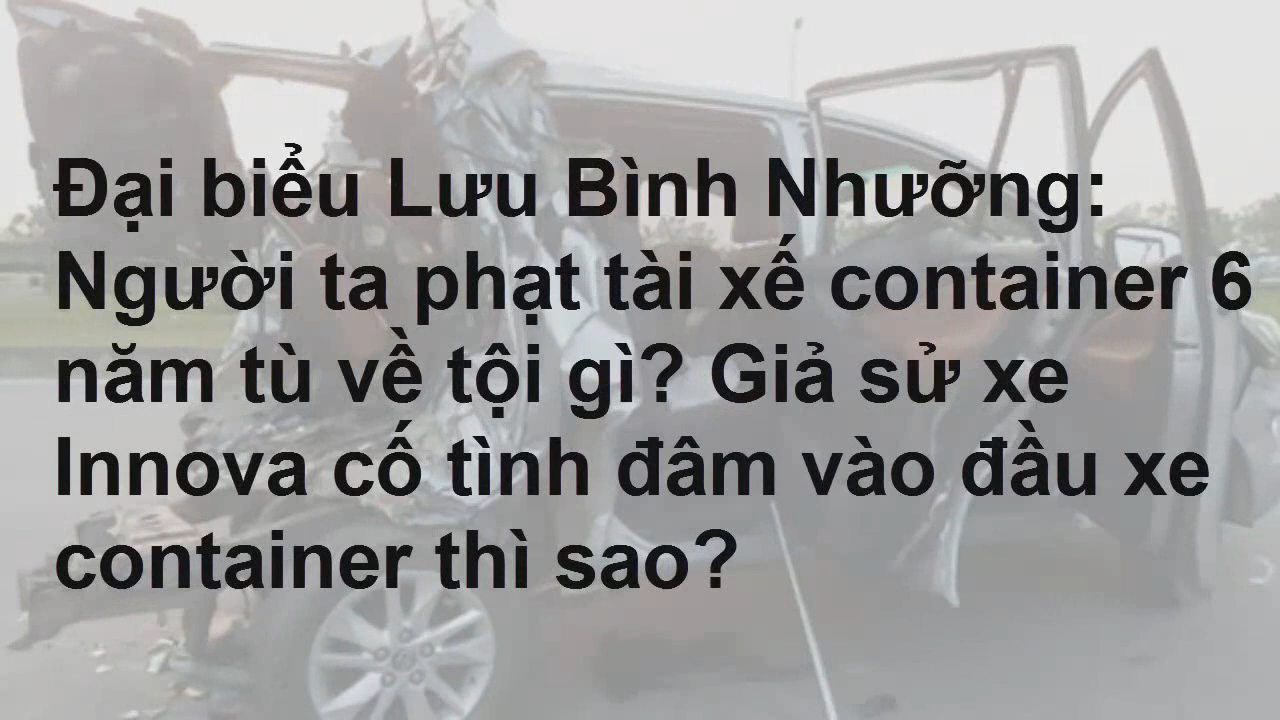 Đại biểu Lưu Bình Nhưỡng:
Người ta phạt tài xế container 6
năm tù về tội gì? Giả sử xe
Innova cố tình đâm vào đầu xe
container thì sao?